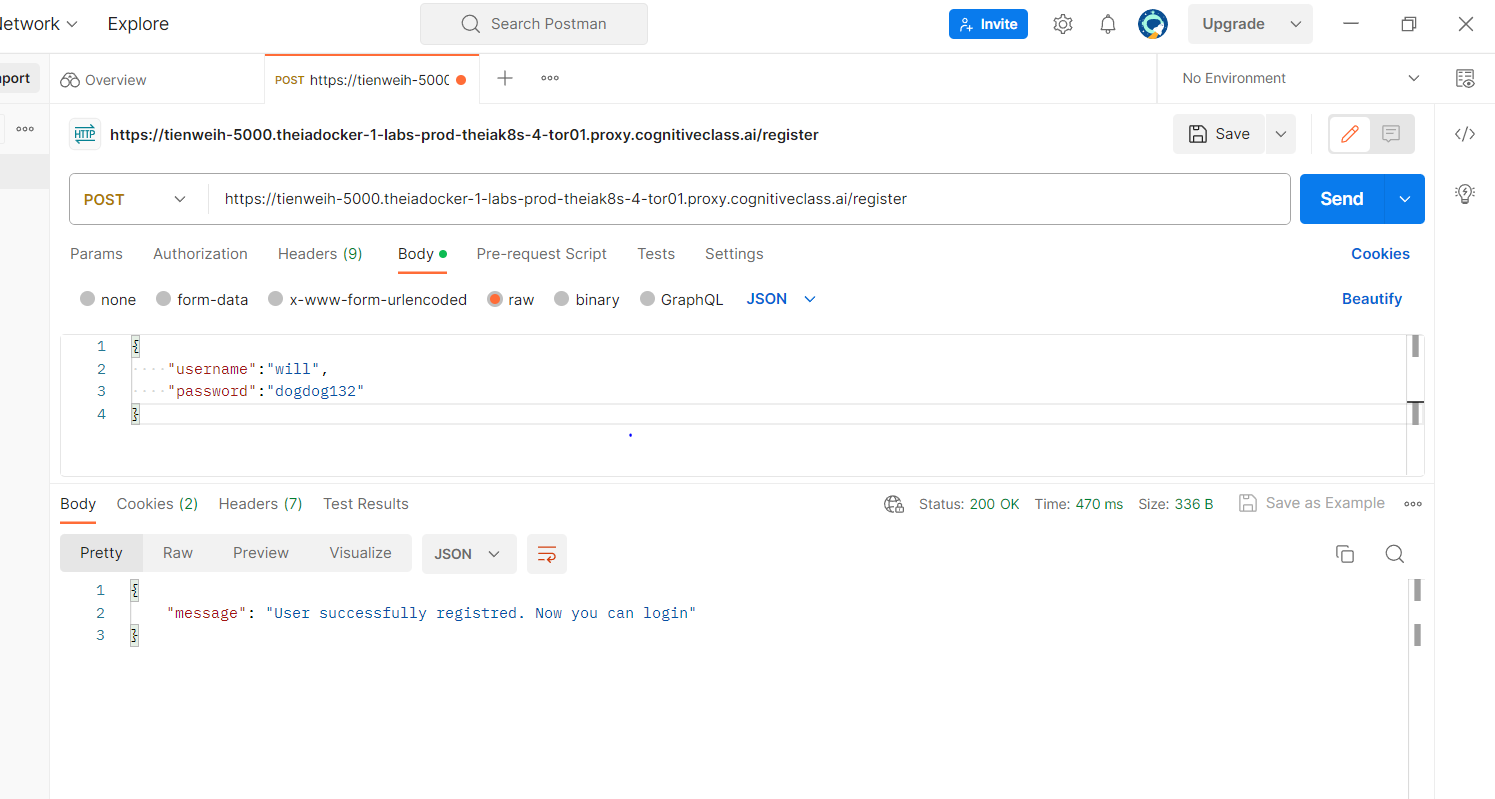 letwork Explore Search Postman Invite Upgrade
nport Overview POST https://tienweih-500( No Environment
HTTP https://tienweih-5000.theiadocker-1-labs-prod-theiak8s-4-tor01.proxy.cognitiveclass.ai/register Save
POST https://tienweih-5000.theiadocker-1-labs-prod-theiak8s-4-tor01.proxy.cognitiveclass.ai/register Send
Params Authorization Headers (9) Body Pre-request Script Tests Settings Cookies
none form-data x-www-form-urlencoded raw binary GraphQL JSON Beautify
1 {
2 "username":"will",
3 "password":"dogdog132"
4 }
Body Cookies (2) Headers (7) Test Results Status: 200 OK Time: 470 ms Size: 336 B Save as Example
Pretty Raw Preview Visualize JSON
1 {
2 "message": "User successfully registred. Now you can login"
3 }